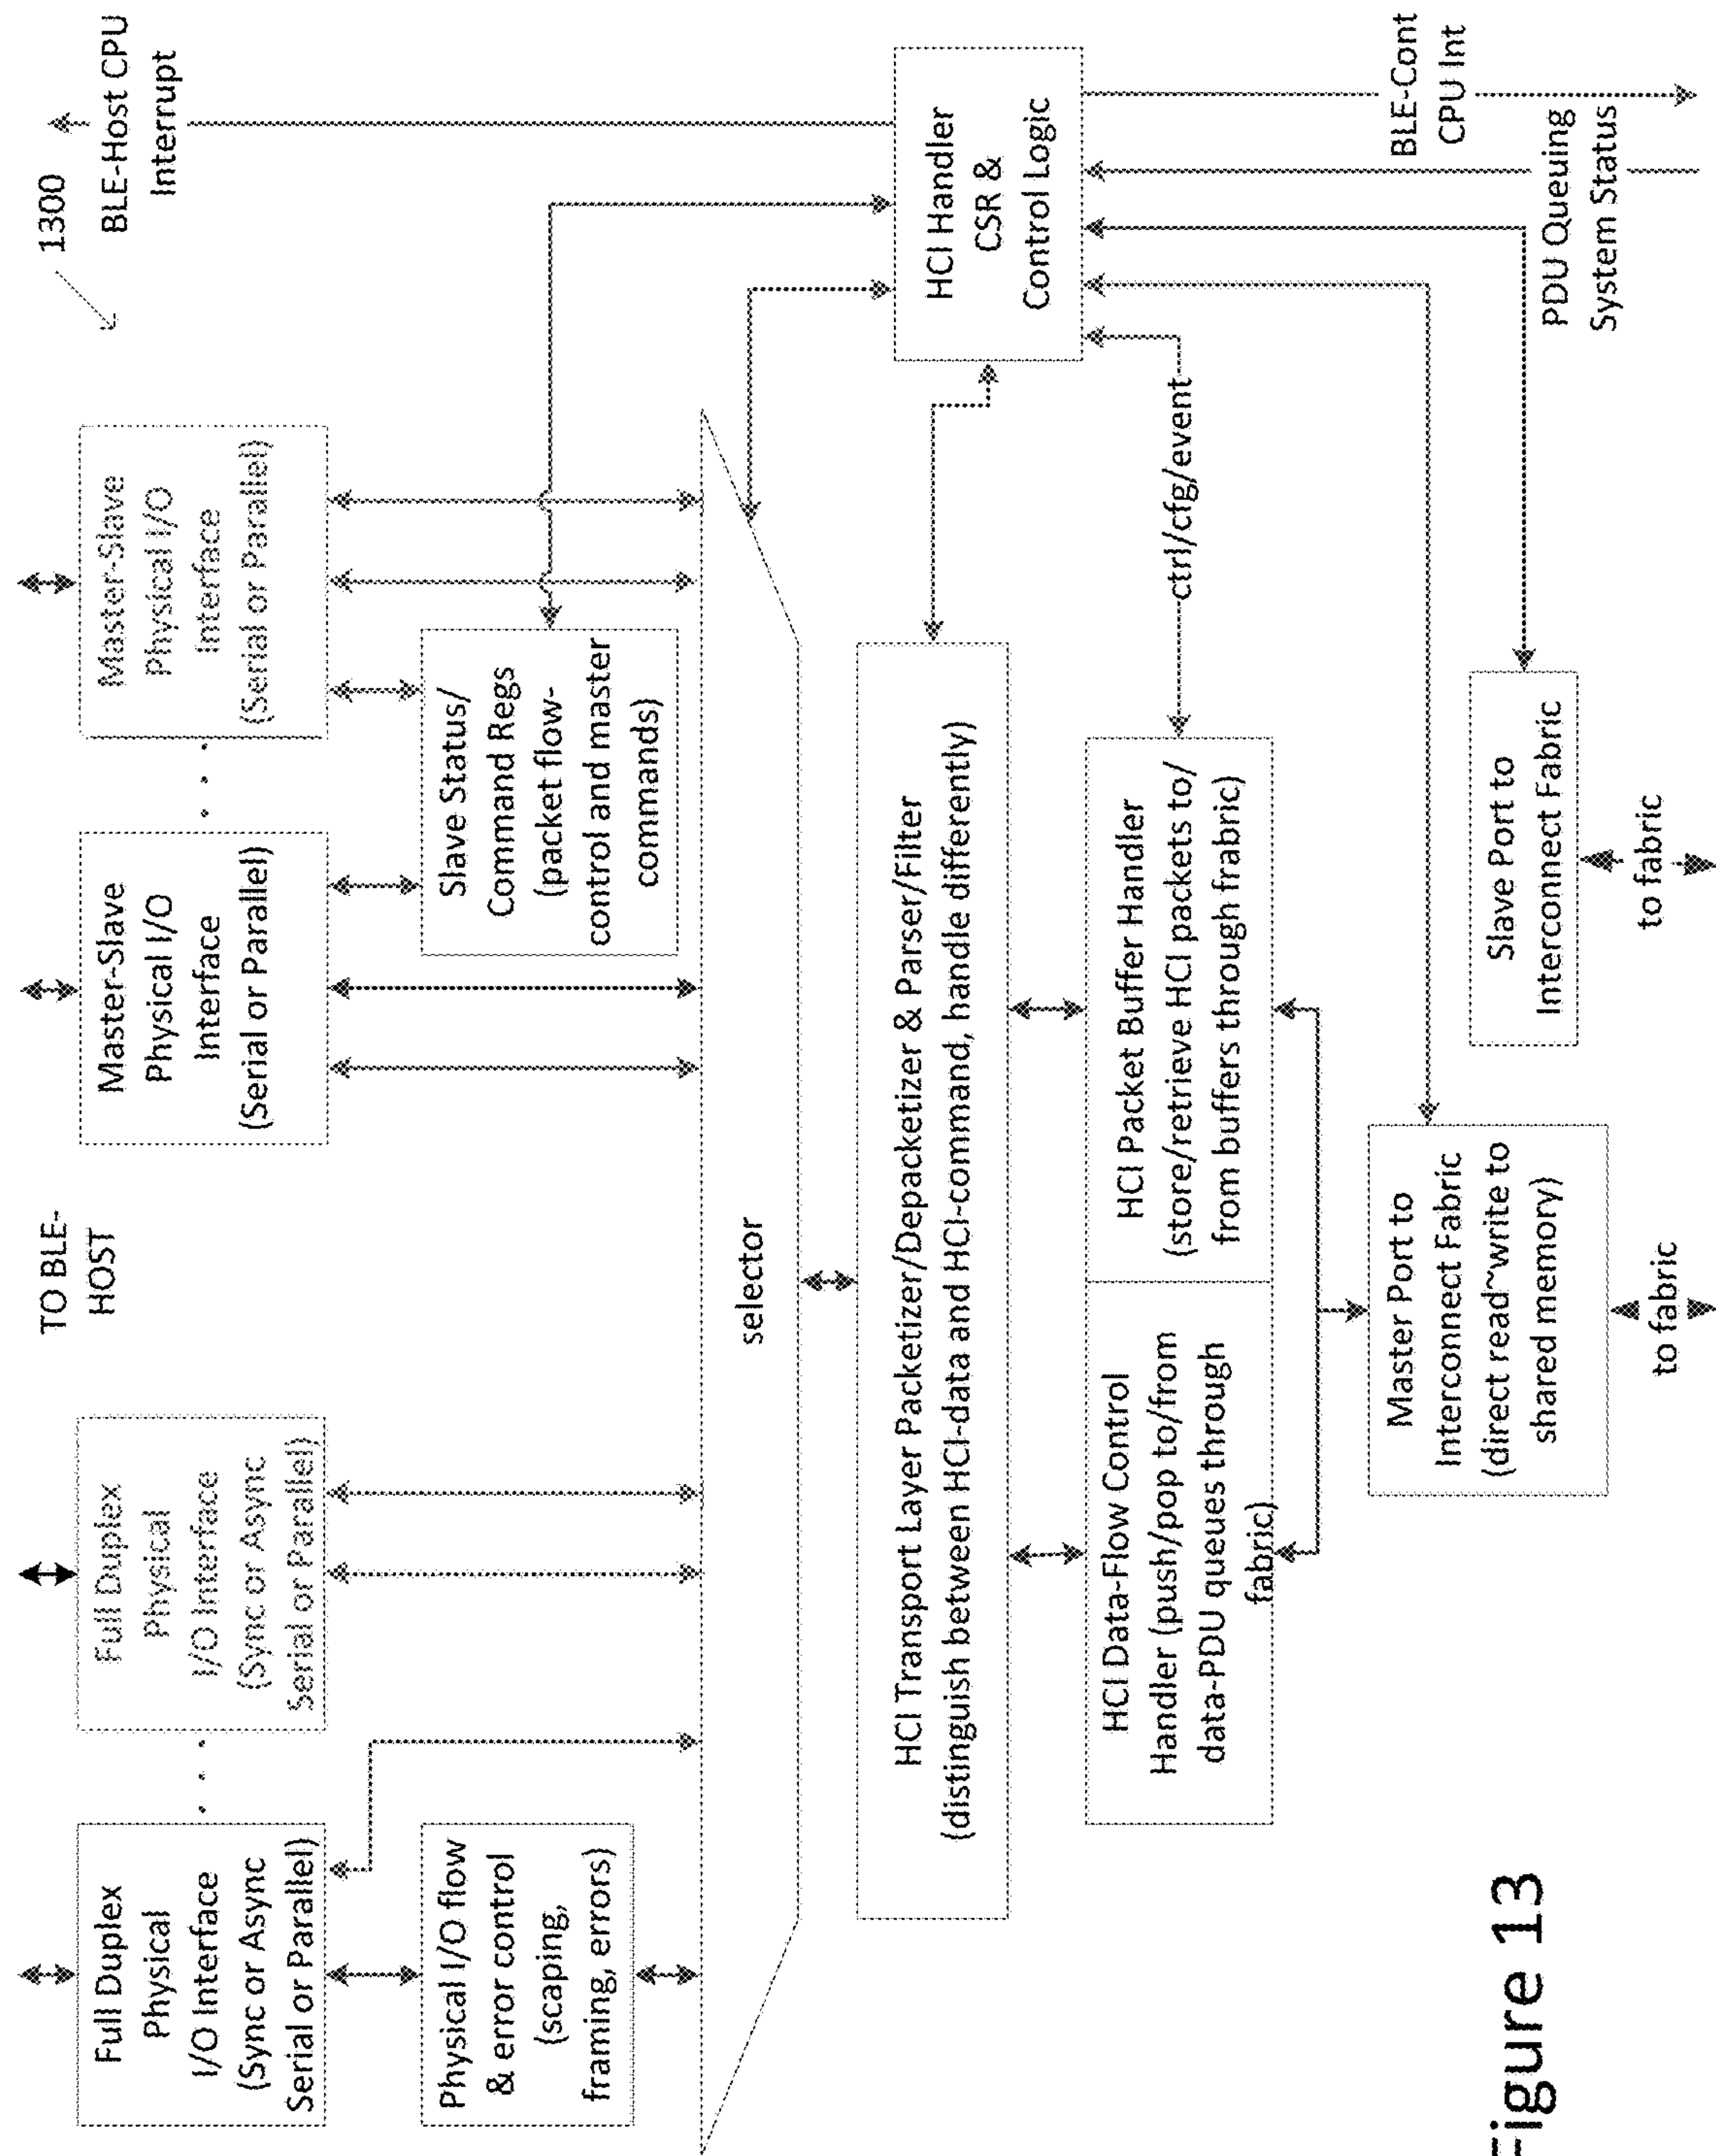 1300
TO BLE-
HOST
BLE-Host CPU
Interrupt
Full Duplex
Physical
I/O Interface
(Sync or Async
Serial or Parallel)
. . .
Full Duplex
Physical
I/O Interface
(Sync or Async
Serial or Parallel)
Master-Slave
Physical I/O
Interface
(Serial or Parallel)
. . .
Master-Slave
Physical I/O
Interface
(Serial or Parallel)
Physical I/O flow
& error control
(scaping,
framing, errors)
Slave Status/
Command Regs
(packet flow-
control and master
commands)
selector
HCI Transport Layer Packetizer/Depacketizer & Parser/Filter
(distinguish between HCI-data and HCI-command, handle differently)
HCI Handler
CSR &
Control Logic
HCI Data-Flow Control
Handler (push/pop to/from
data-PDU queues through
fabric)
HCI Packet Buffer Handler
(store/retrieve HCI packets to/
from buffers through frabric)
ctrl/cfg/event
Master Port to
Interconnect Fabric
(direct read~write to
shared memory)
Slave Port to
Interconnect Fabric
BLE-Cont
CPU Int
PDU Queuing
System Status
to fabric
to fabric
Figure 13